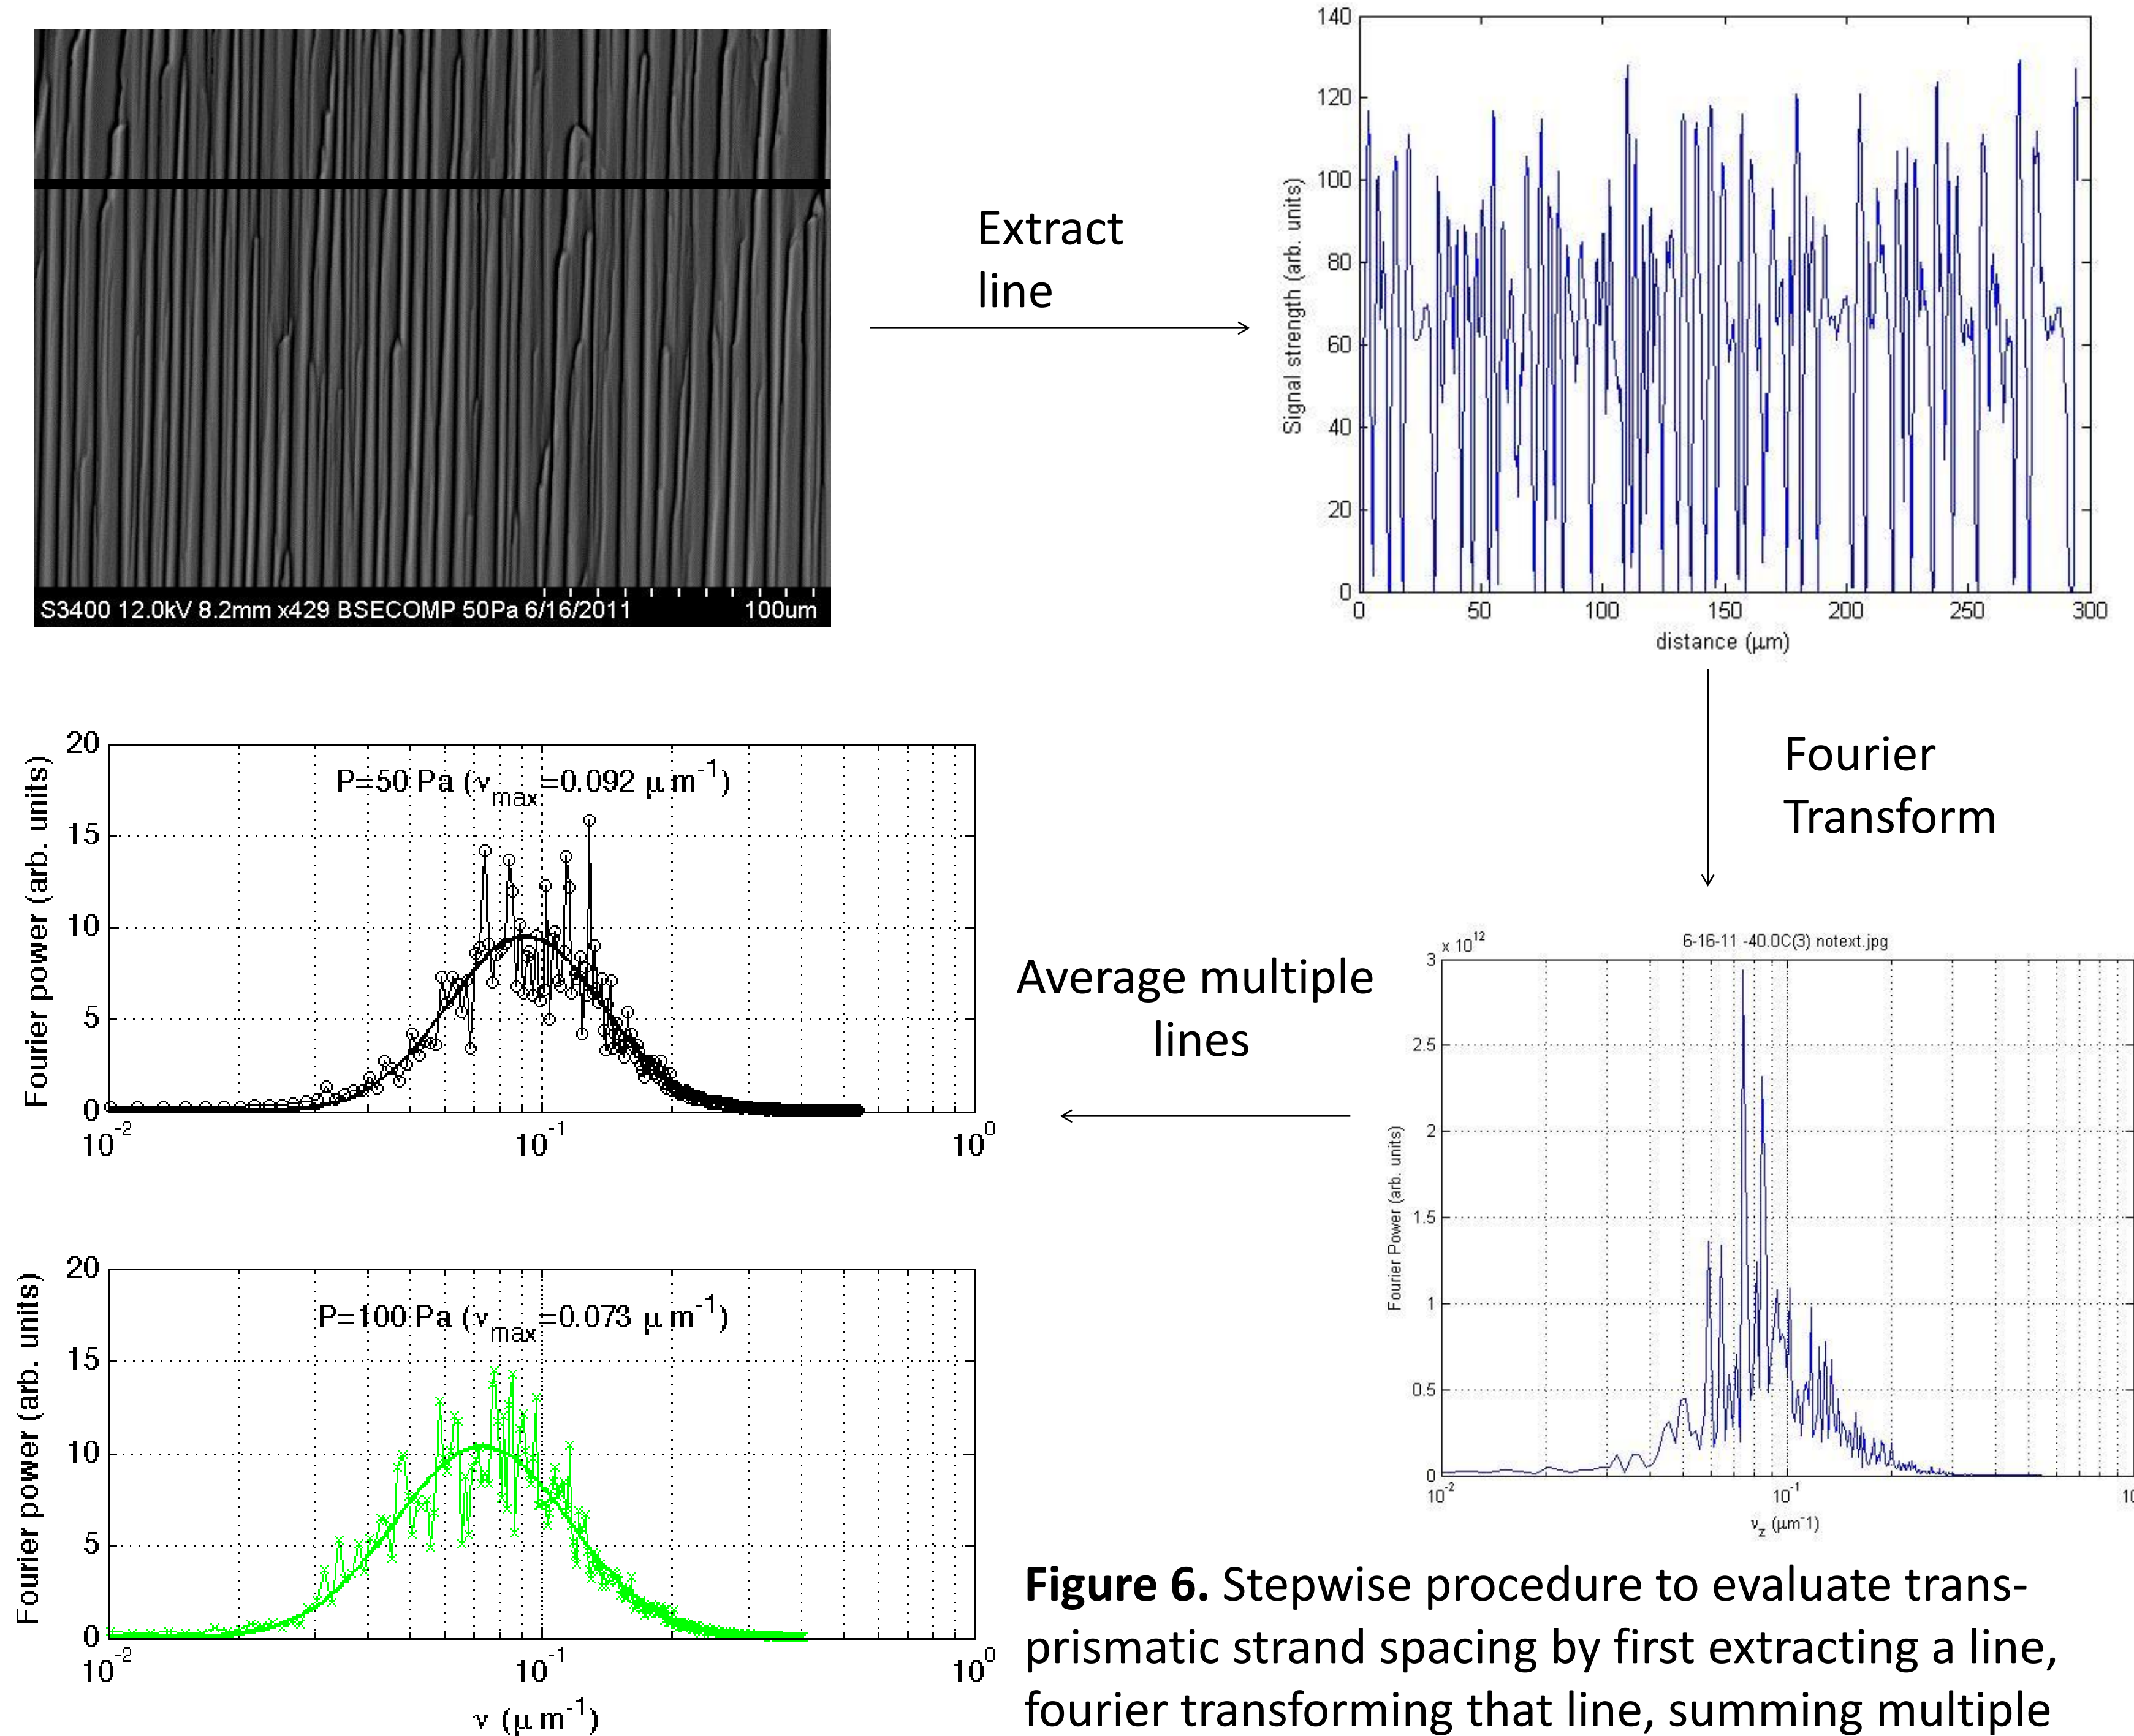 S3400 12.0kV 8.2mm x429 BSECOMP 50Pa 6/16/2011 100um
Extract
line
140
120
100
80
60
40
20
0
Signal strength (arb. units)
0 50 100 150 200 250 300
distance (μm)
Fourier
Transform
6-16-11 -40.0C(3) notext.jpg
x 10^12
3
2.5
2
1.5
1
0.5
0
Fourier Power (arb. units)
10^-2 10^-1 10
ν_z (μm^-1)
Average multiple
lines
20
15
10
5
0
Fourier power (arb. units)
P=50 Pa (ν_max=0.092 μ m^-1)
10^-2 10^-1 10^0
20
15
10
5
0
Fourier power (arb. units)
P=100 Pa (ν_max=0.073 μ m^-1)
10^-2 10^-1 10^0
ν (μ m^-1)
Figure 6. Stepwise procedure to evaluate trans-
prismatic strand spacing by first extracting a line,
fourier transforming that line, summing multiple